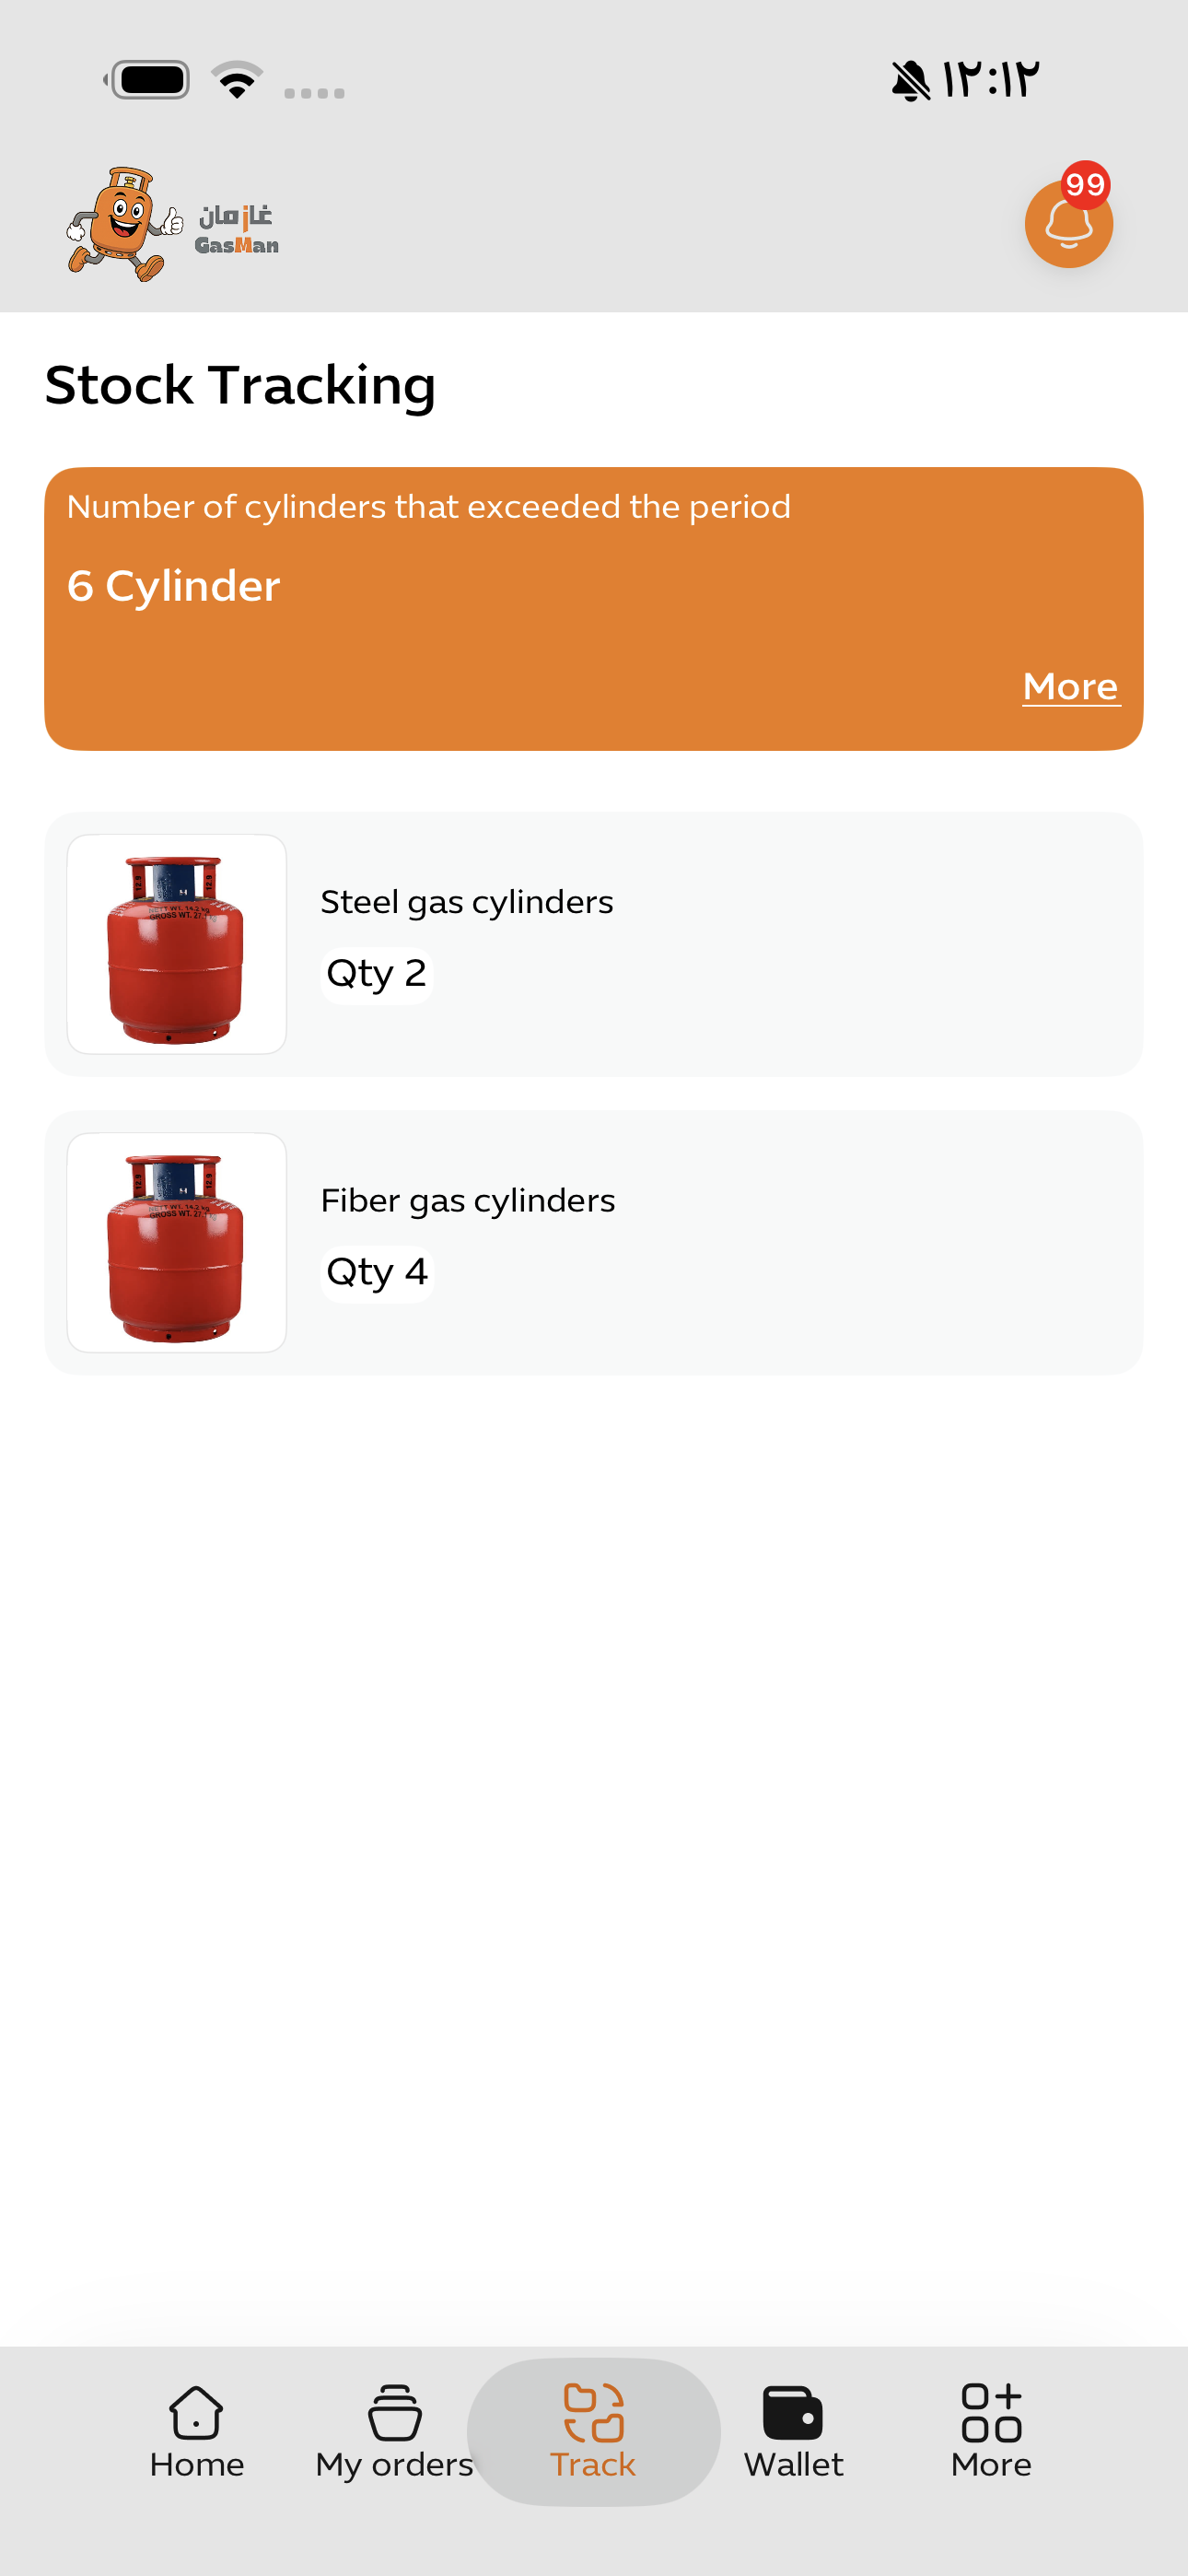 ١٢:١٢
غازمان
GasMan
99
Stock Tracking
Number of cylinders that exceeded the period
6 Cylinder
More
Steel gas cylinders
Qty 2
Fiber gas cylinders
Qty 4
Home
My orders
Track
Wallet
More